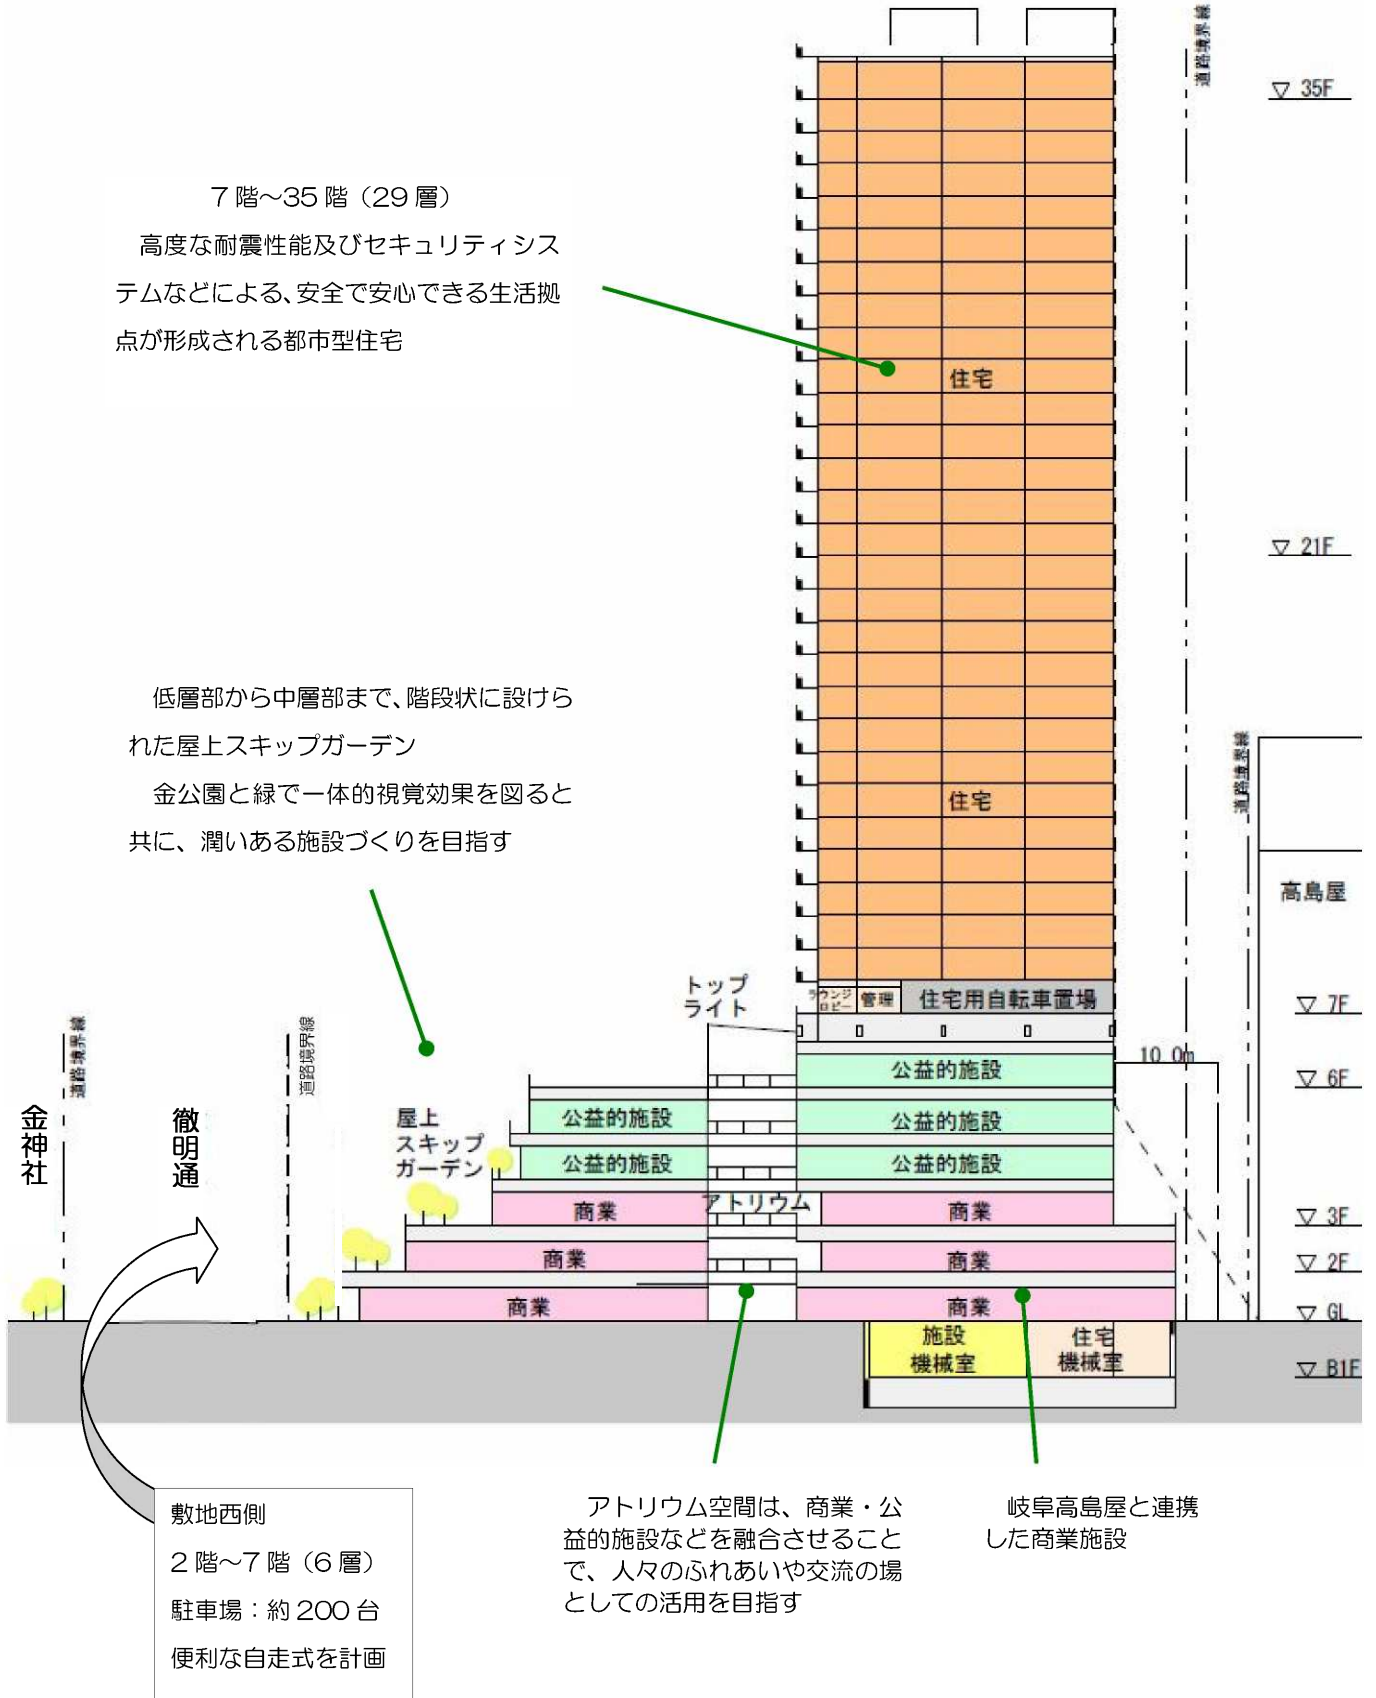 道路境界線
▽ 35F
7階～35階（29層）
高度な耐震性能及びセキュリティシス
テムなどによる、安全で安心できる生活拠
点が形成される都市型住宅
住宅
▽ 21F
低層部から中層部まで、階段状に設けら
れた屋上スキップガーデン
金公園と緑で一体的視覚効果を図ると
共に、潤いある施設づくりを目指す
道路境界線
住宅
高島屋
トップ
ライト
ラウンジ
ロビー
管理
住宅用自転車置場
▽ 7F
道路境界線
道路境界線
10.0m
公益的施設
▽ 6F
金神社
徹明通
屋上
スキップ
ガーデン
公益的施設
公益的施設
公益的施設
公益的施設
アトリウム
商業
商業
▽ 3F
商業
商業
▽ 2F
商業
商業
▽ GL
施設
機械室
住宅
機械室
▽ B1F
敷地西側
2階～7階（6層）
駐車場：約200台
便利な自走式を計画
アトリウム空間は、商業・公
益的施設などを融合させること
で、人々のふれあいや交流の場
としての活用を目指す
岐阜高島屋と連携
した商業施設